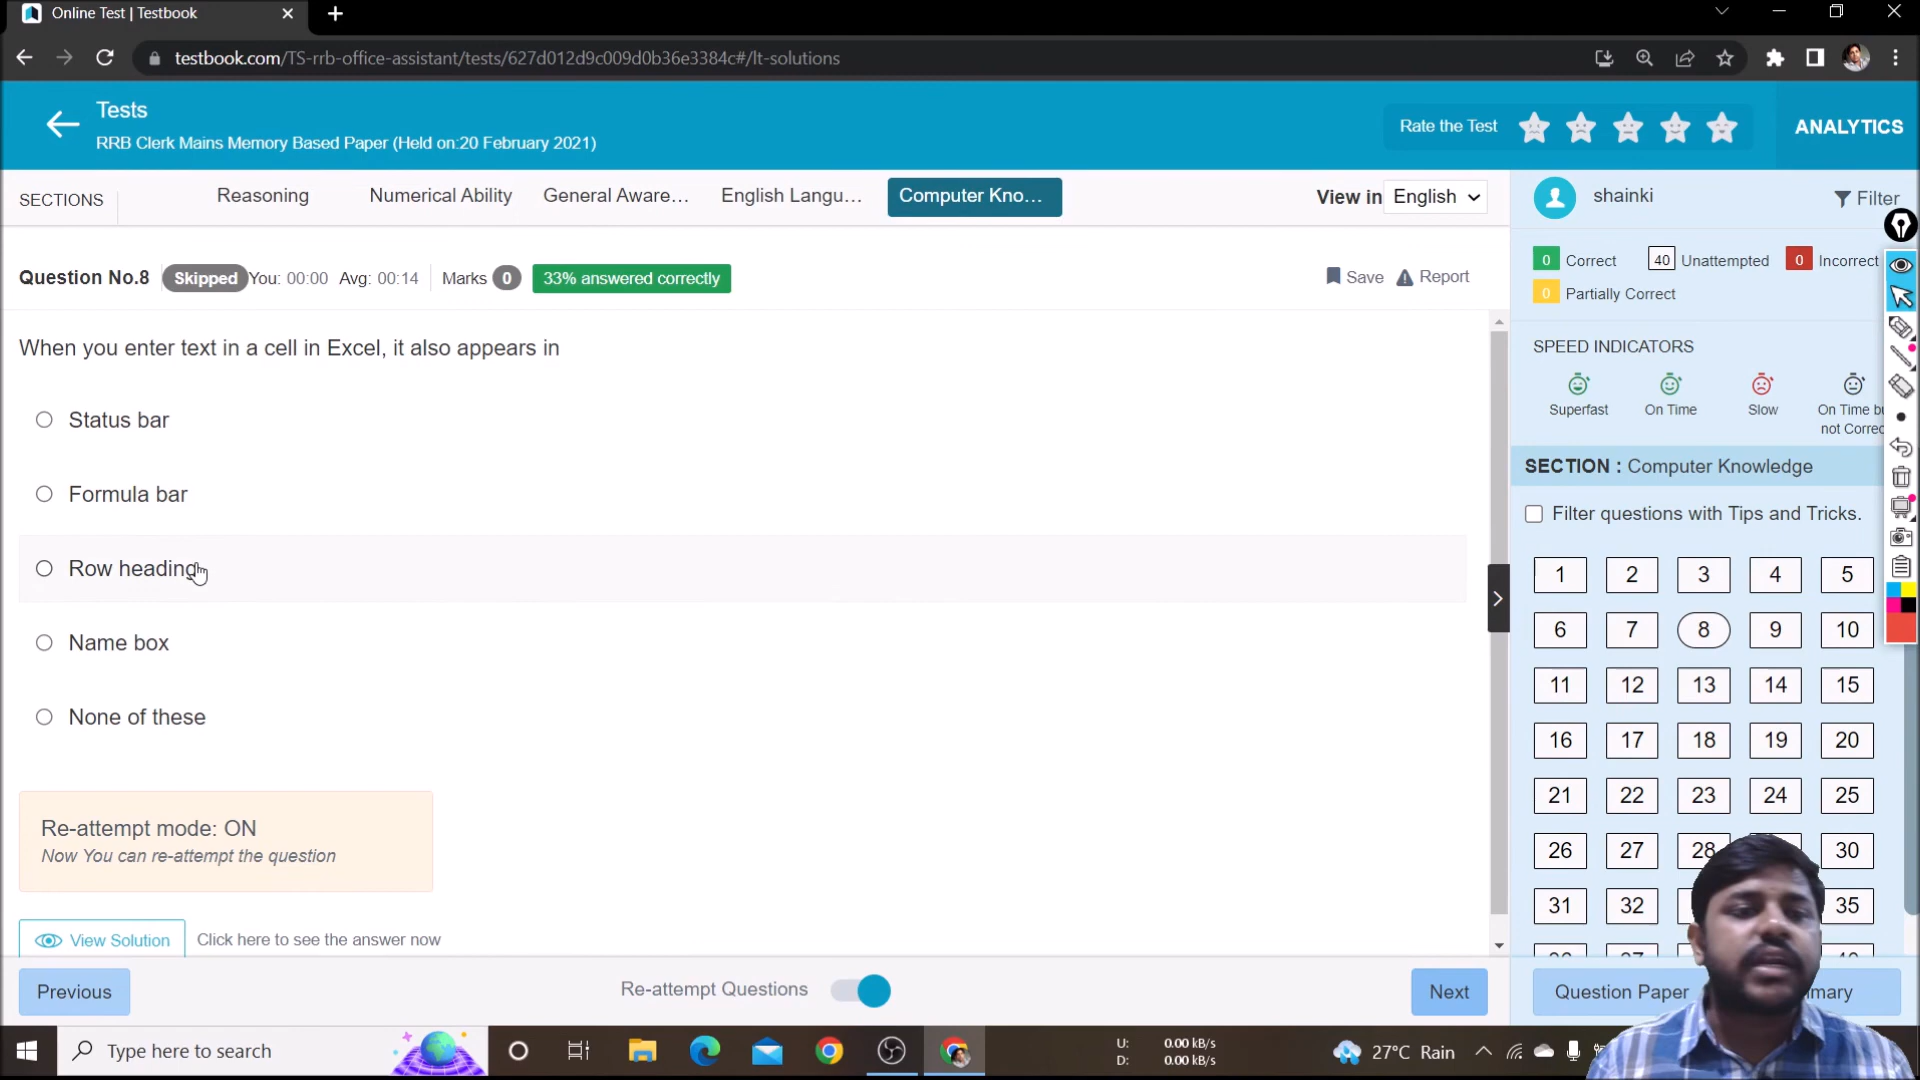 Online Test | Testbook
testbook.com/TS-rrb-office-assistant/tests/627d012d9c009d0b36e3384c#/lt-solutions
Tests
RRB Clerk Mains Memory Based Paper (Held on:20 February 2021)
Rate the Test
ANALYTICS
SECTIONS
Reasoning
Numerical Ability
General Aware...
English Langu...
Computer Kno...
View in English
shainki
Filter
Question No.8 Skipped You: 00:00 Avg: 00:14 Marks 0 33% answered correctly
Save Report
0 Correct 40 Unattempted 0 Incorrect
0 Partially Correct
When you enter text in a cell in Excel, it also appears in
Status bar
Formula bar
Row heading
Name box
None of these
SPEED INDICATORS
Superfast
On Time
Slow
On Time
not
SECTION : Computer Knowledge
Filter questions with Tips and Tricks.
1 2 3 4 5
6 7 8 9 10
11 12 13 14 15
16 17 18 19 20
21 22 23 24 25
26 27 28 30
31 32 35
Re-attempt mode: ON
Now You can re-attempt the question
View Solution
Click here to see the answer now
Previous
Re-attempt Questions
Next
Question Paper
Type here to search
U: 0.00 kB/s
D: 0.00 kB/s
27°C Rain